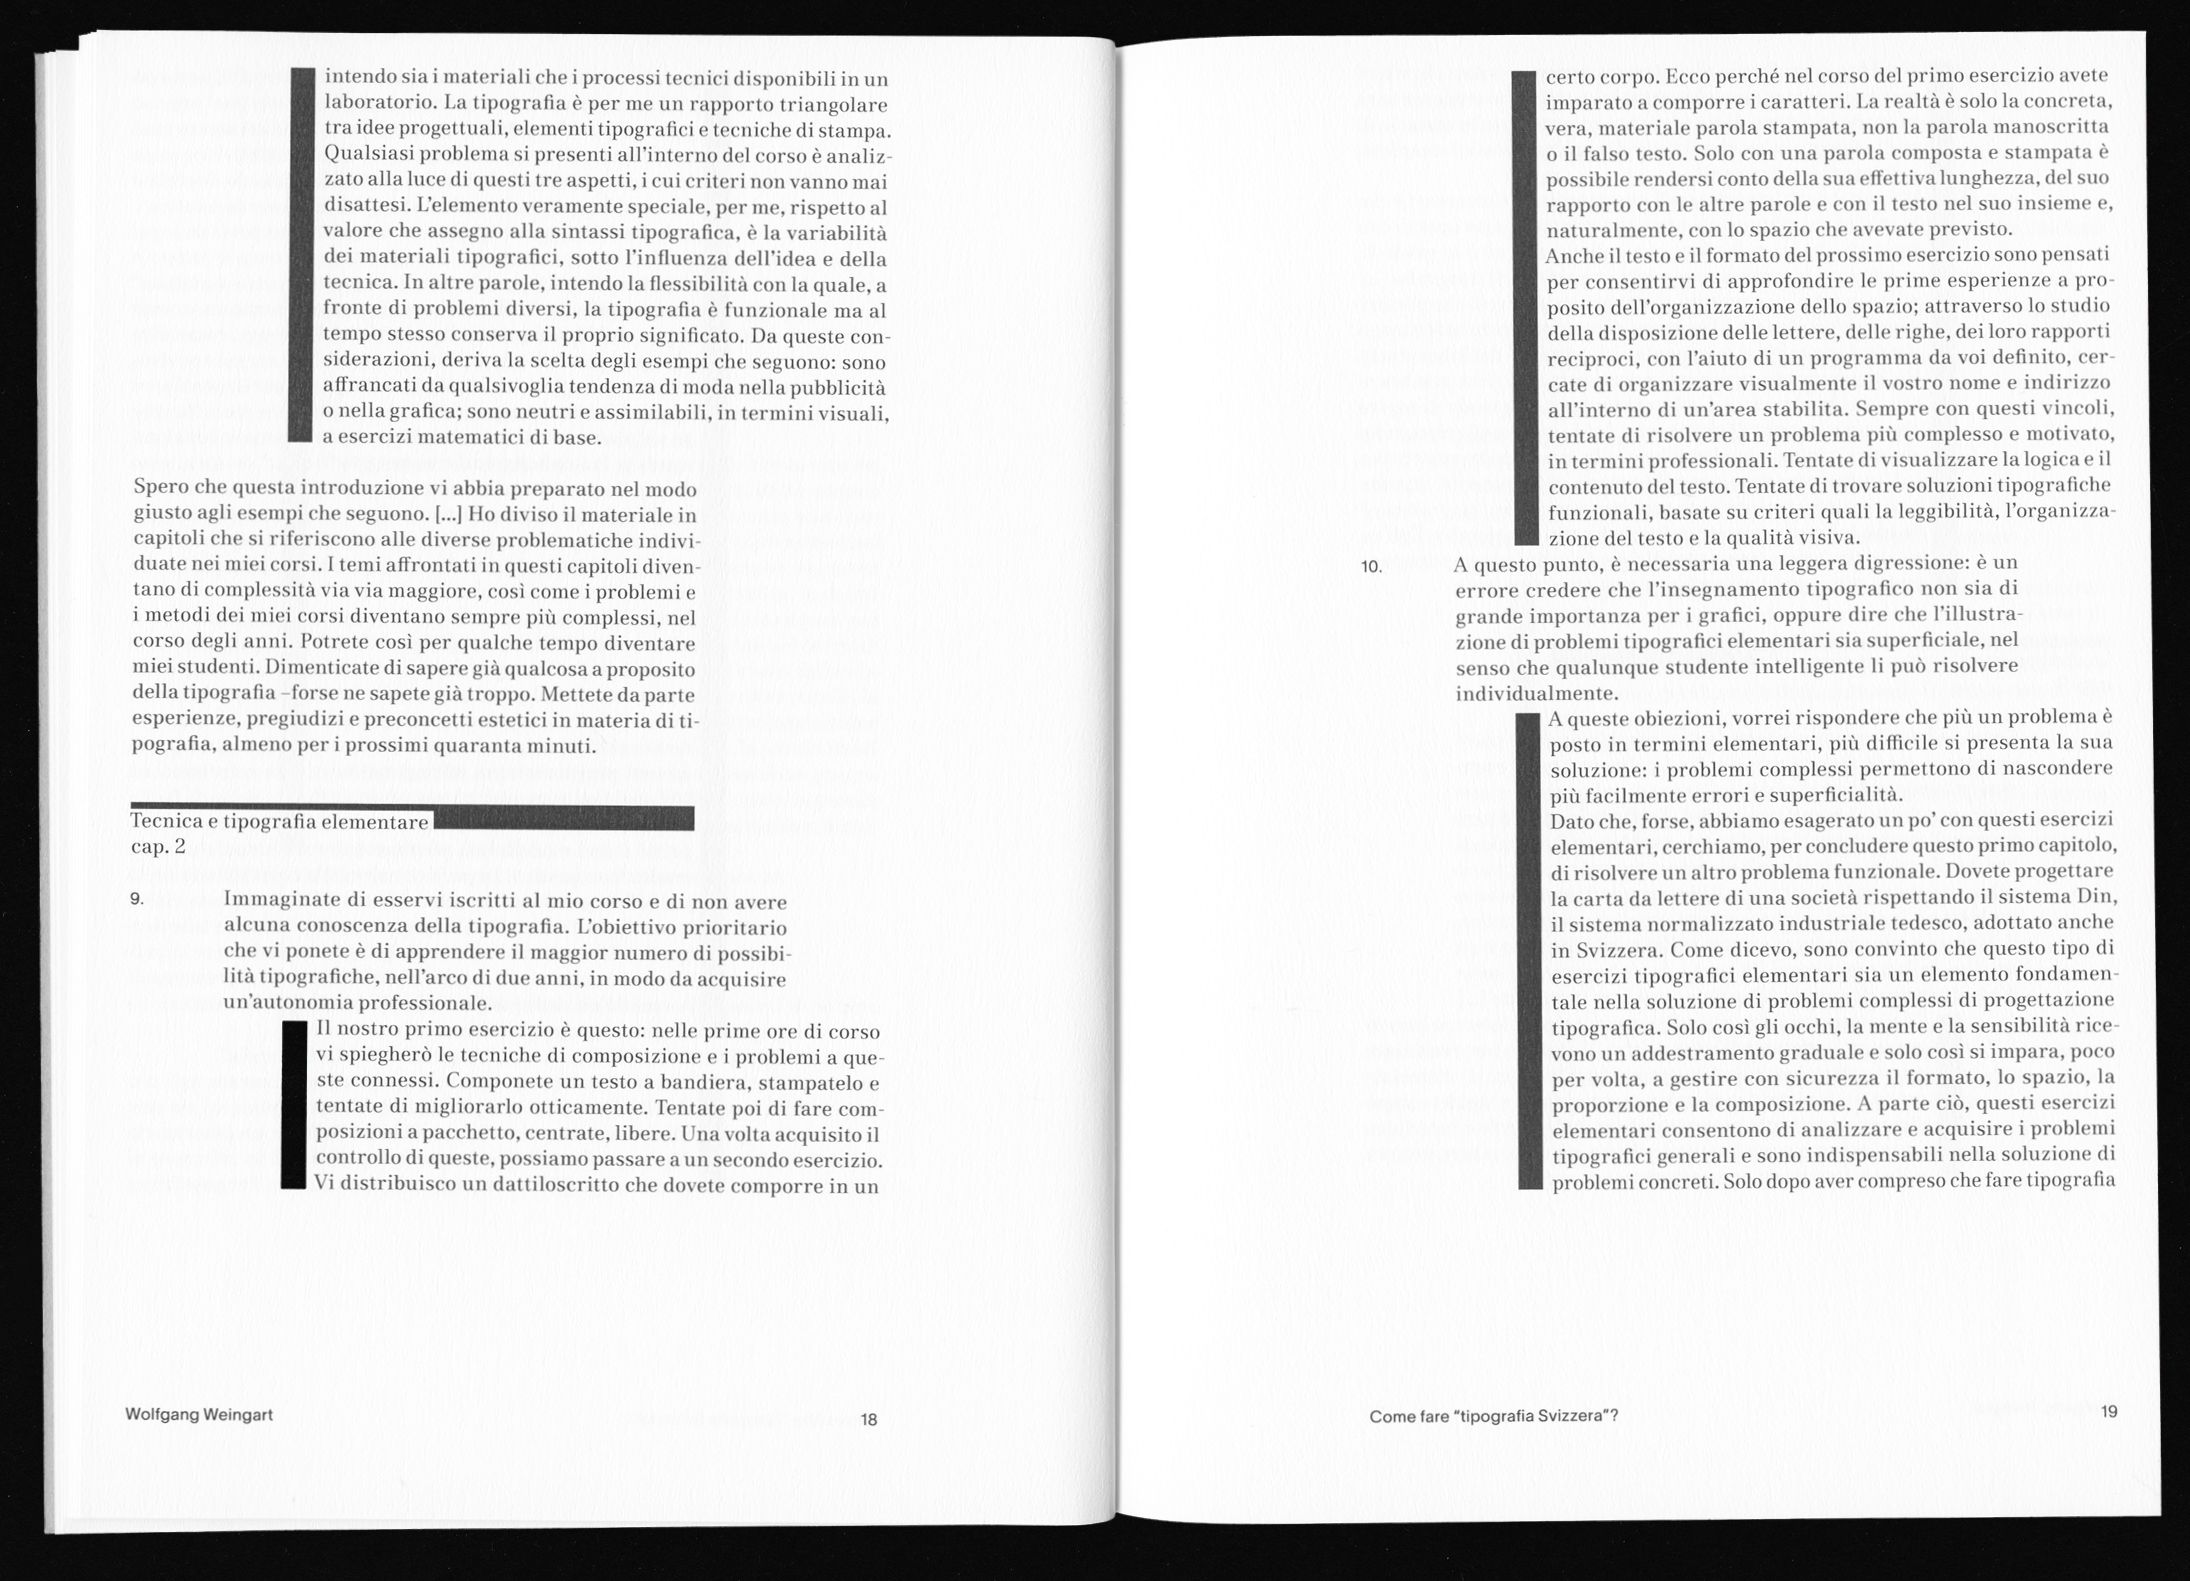 intendo sia i materiali che i processi tecnici disponibili in un
laboratorio. La tipografia è per me un rapporto triangolare
tra idee progettuali, elementi tipografici e tecniche di stampa.
Qualsiasi problema si presenti all’interno del corso è analiz-
zato alla luce di questi tre aspetti, i cui criteri non vanno mai
disattesi. L’elemento veramente speciale, per me, rispetto al
valore che assegno alla sintassi tipografica, è la variabilità
dei materiali tipografici, sotto l’influenza dell’idea e della
tecnica. In altre parole, intendo la flessibilità con la quale, a
fronte di problemi diversi, la tipografia è funzionale ma al
tempo stesso conserva il proprio significato. Da queste con-
siderazioni, deriva la scelta degli esempi che seguono: sono
affrancati da qualsivoglia tendenza di moda nella pubblicità
o nella grafica; sono neutri e assimilabili, in termini visuali,
a esercizi matematici di base.
Spero che questa introduzione vi abbia preparato nel modo
giusto agli esempi che seguono. [...] Ho diviso il materiale in
capitoli che si riferiscono alle diverse problematiche indivi-
duate nei miei corsi. I temi affrontati in questi capitoli diven-
tano di complessità via via maggiore, così come i problemi e
i metodi dei miei corsi diventano sempre più complessi, nel
corso degli anni. Potrete così per qualche tempo diventare
miei studenti. Dimenticate di sapere già qualcosa a proposito
della tipografia –forse ne sapete già troppo. Mettete da parte
esperienze, pregiudizi e preconcetti estetici in materia di ti-
pografia, almeno per i prossimi quaranta minuti.
Tecnica e tipografia elementare
cap. 2
9. Immaginate di esservi iscritti al mio corso e di non avere
alcuna conoscenza della tipografia. L’obiettivo prioritario
che vi ponete è di apprendere il maggior numero di possibi-
lità tipografiche, nell’arco di due anni, in modo da acquisire
un’autonomia professionale.
Il nostro primo esercizio è questo: nelle prime ore di corso
vi spiegherò le tecniche di composizione e i problemi a que-
ste connessi. Componete un testo a bandiera, stampatelo e
tentate di migliorarlo otticamente. Tentate poi di fare com-
posizioni a pacchetto, centrate, libere. Una volta acquisito il
controllo di queste, possiamo passare a un secondo esercizio.
Vi distribuisco un dattiloscritto che dovete comporre in un
Wolfgang Weingart
18
certo corpo. Ecco perché nel corso del primo esercizio avete
imparato a comporre i caratteri. La realtà è solo la concreta,
vera, materiale parola stampata, non la parola manoscritta
o il falso testo. Solo con una parola composta e stampata è
possibile rendersi conto della sua effettiva lunghezza, del suo
rapporto con le altre parole e con il testo nel suo insieme e,
naturalmente, con lo spazio che avevate previsto.
Anche il testo e il formato del prossimo esercizio sono pensati
per consentirvi di approfondire le prime esperienze a pro-
posito dell’organizzazione dello spazio; attraverso lo studio
della disposizione delle lettere, delle righe, dei loro rapporti
reciproci, con l’aiuto di un programma da voi definito, cer-
cate di organizzare visualmente il vostro nome e indirizzo
all’interno di un’area stabilita. Sempre con questi vincoli,
tentate di risolvere un problema più complesso e motivato,
in termini professionali. Tentate di visualizzare la logica e il
contenuto del testo. Tentate di trovare soluzioni tipografiche
funzionali, basate su criteri quali la leggibilità, l’organizza-
zione del testo e la qualità visiva.
10. A questo punto, è necessaria una leggera digressione: è un
errore credere che l’insegnamento tipografico non sia di
grande importanza per i grafici, oppure dire che l’illustra-
zione di problemi tipografici elementari sia superficiale, nel
senso che qualunque studente intelligente li può risolvere
individualmente.
A queste obiezioni, vorrei rispondere che più un problema è
posto in termini elementari, più difficile si presenta la sua
soluzione: i problemi complessi permettono di nascondere
più facilmente errori e superficialità.
Dato che, forse, abbiamo esagerato un po’ con questi esercizi
elementari, cerchiamo, per concludere questo primo capitolo,
di risolvere un altro problema funzionale. Dovete progettare
la carta da lettere di una società rispettando il sistema Din,
il sistema normalizzato industriale tedesco, adottato anche
in Svizzera. Come dicevo, sono convinto che questo tipo di
esercizi tipografici elementari sia un elemento fondamen-
tale nella soluzione di problemi complessi di progettazione
tipografica. Solo così gli occhi, la mente e la sensibilità rice-
vono un addestramento graduale e solo così si impara, poco
per volta, a gestire con sicurezza il formato, lo spazio, la
proporzione e la composizione. A parte ciò, questi esercizi
elementari consentono di analizzare e acquisire i problemi
tipografici generali e sono indispensabili nella soluzione di
problemi concreti. Solo dopo aver compreso che fare tipografia
Come fare “tipografia Svizzera”?
19